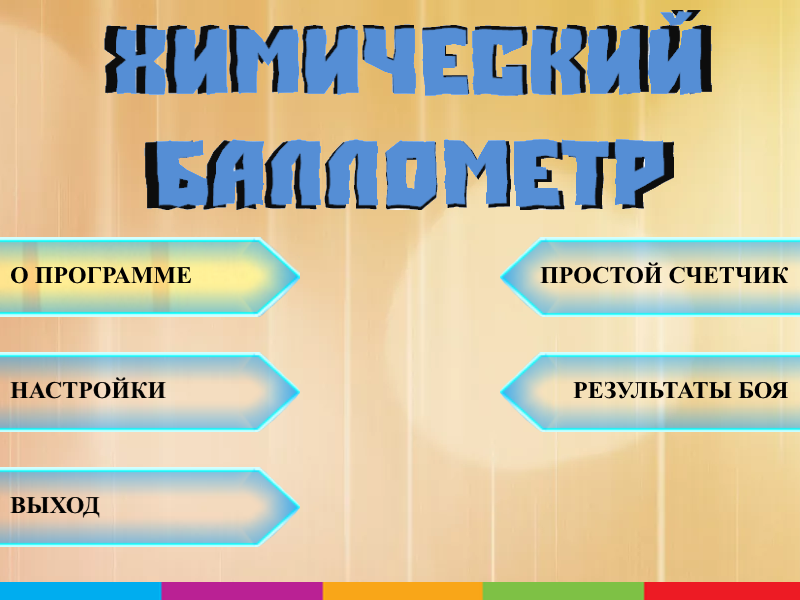 ХИМИЧЕСКИЙ
БАЛЛОМЕТР
О ПРОГРАММЕ
ПРОСТОЙ СЧЕТЧИК
НАСТРОЙКИ
РЕЗУЛЬТАТЫ БОЯ
ВЫХОД